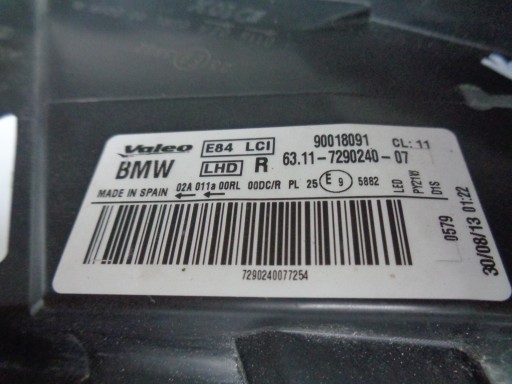 Valeo E84 LCI 90018091 CL: 11
BMW LHD R 63.11-7290240-07
MADE IN SPAIN 02A 011a 00RL 00DC/R PL 25 E 9 5882
LED
PY21W
D1S
0579
30/08/13 01:22
7290240077254